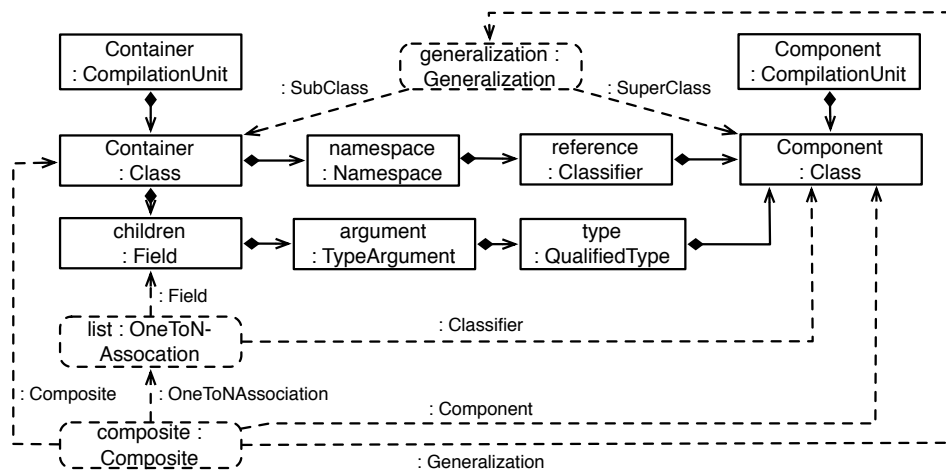 Container
: CompilationUnit
generalization :
Generalization
Component
: CompilationUnit
: SubClass
: SuperClass
Container
: Class
namespace
: Namespace
reference
: Classifier
Component
: Class
children
: Field
argument
: TypeArgument
type
: QualifiedType
: Field
list : OneToN-
Assocation
: Classifier
: Composite
: OneToNAssociation
: Component
composite :
Composite
: Generalization